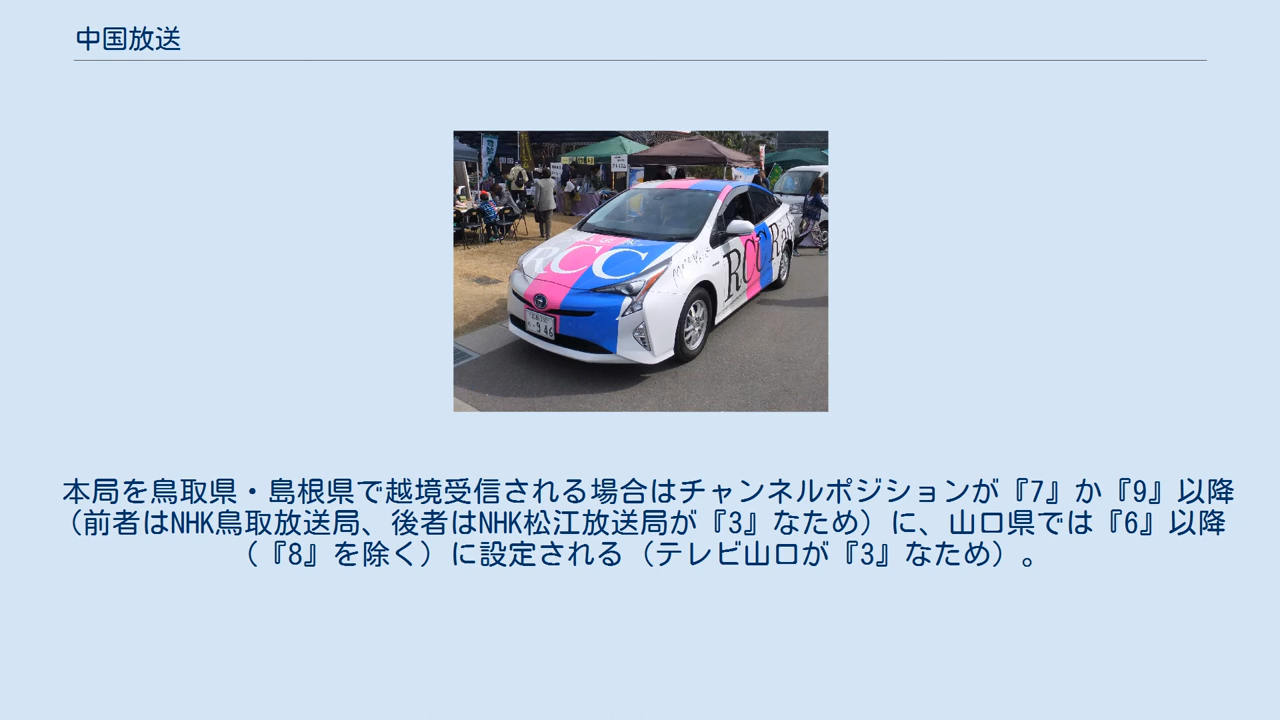 中国放送
RCC
RCC Radi
・946
本局を鳥取県・島根県で越境受信される場合はチャンネルポジションが『7』か『9』以降
（前者はNHK鳥取放送局、後者はNHK松江放送局が『3』なため）に、山口県では『6』以降
（『8』を除く）に設定される（テレビ山口が『3』なため）。